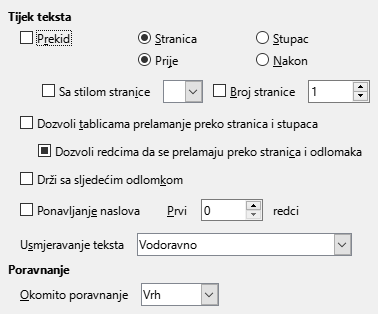 Tijek teksta
Prekid Stranica Stupac
Prije Nakon
Sa stilom stranice Broj stranice 1
Dozvoli tablicama prelamanje preko stranica i stupaca
Dozvoli redcima da se prelamaju preko stranica i odlomaka
Drži sa sljedećim odlomkom
Ponavljanje naslova Prvi 0 redci
Usmjeravanje teksta Vodoravno
Poravnanje
Okomito poravnanje Vrh